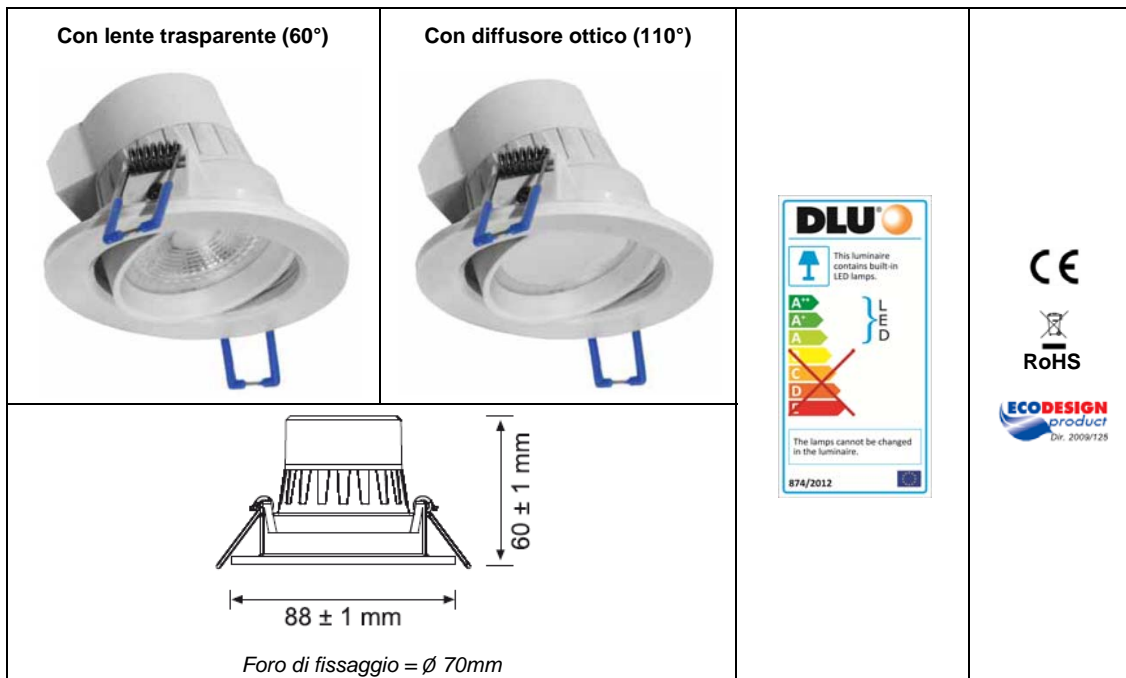 Con lente trasparente (60°)
Con diffusore ottico (110°)
DLU®
This luminaire
contains built-in
LED lamps.
A++
A+
A
C
D
L
E
D
The lamps cannot be changed
in the luminaire.
874/2012
CE
RoHS
ECODESIGN
product
Dir. 2009/125
60 ± 1 mm
88 ± 1 mm
Foro di fissaggio = Ø 70mm